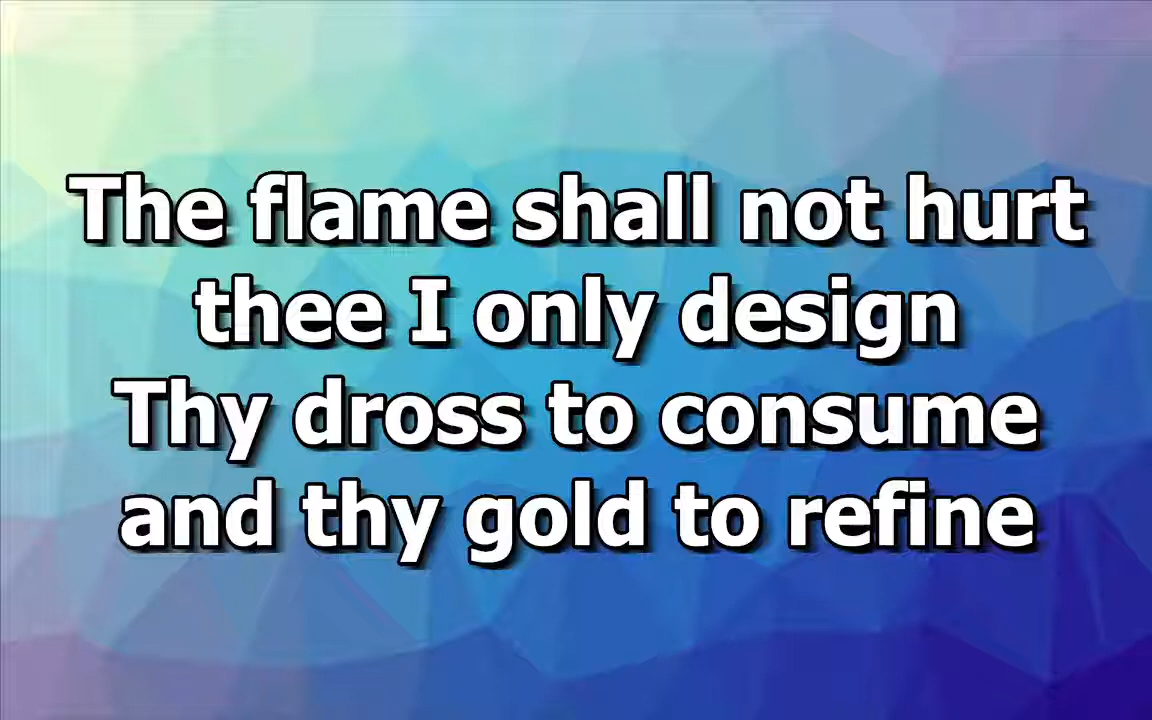 The flame shall not hurt
thee I only design
Thy dross to consume
and thy gold to refine